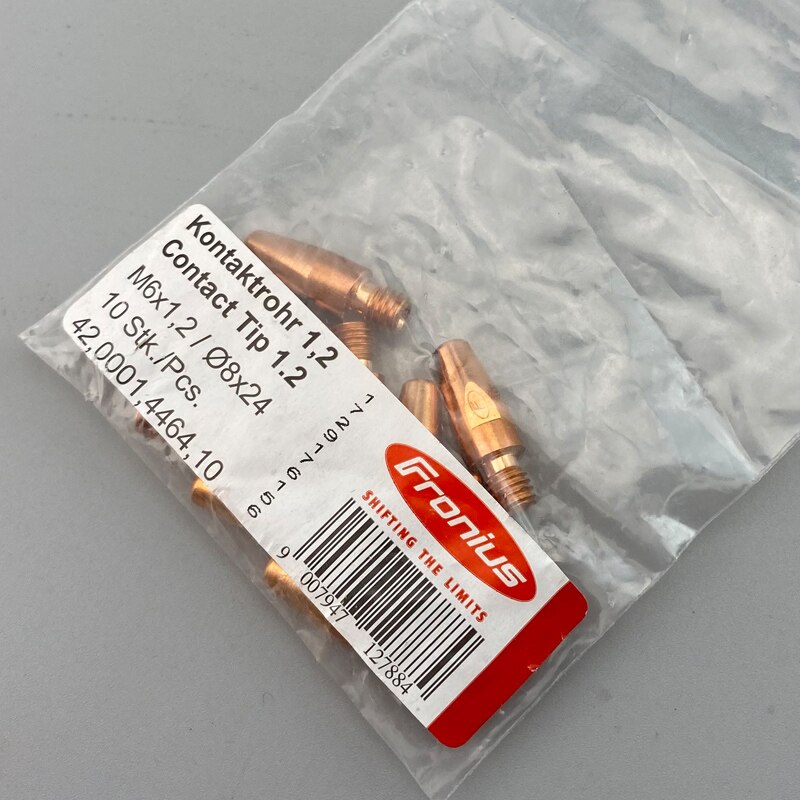 Kontaktrohr 1,2
Contact Tip 1.2
M6x1,2 / Ø8x24
10 Stk./Pcs.
42,0001,4464,10
1729176156
Fronius
SHIFTING THE LIMITS
9 007947 127884